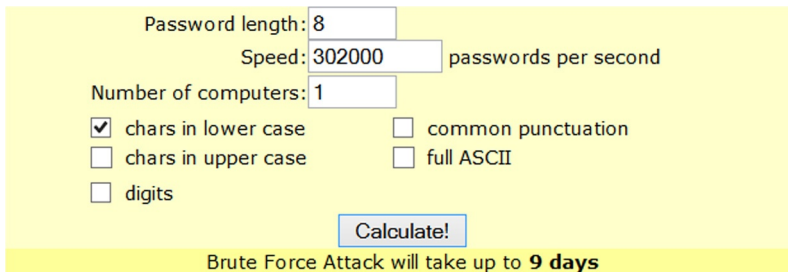 Password length: 8
Speed: 302000 passwords per second
Number of computers: 1
chars in lower case common punctuation
chars in upper case full ASCII
digits
Calculate!
Brute Force Attack will take up to 9 days